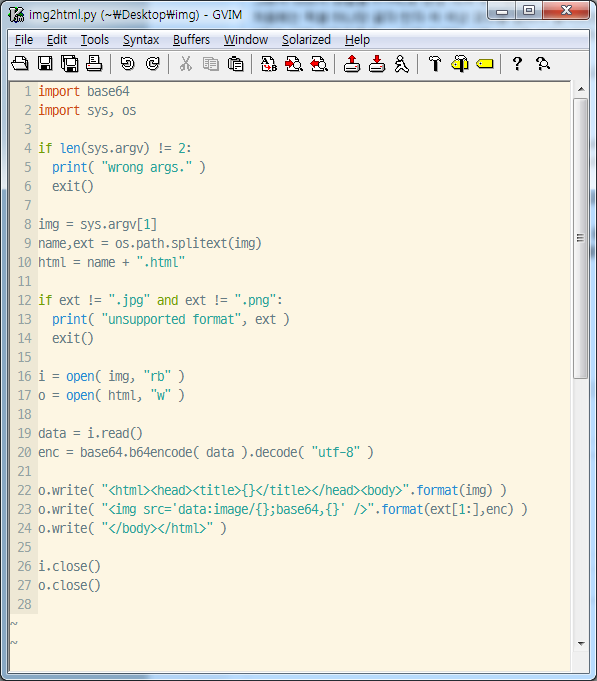 img2html.py (~₩Desktop₩img) - GVIM
File Edit Tools Syntax Buffers Window Solarized Help
1 import base64
2 import sys, os
3
4 if len(sys.argv) != 2:
5   print( "wrong args." )
6   exit()
7
8 img = sys.argv[1]
9 name,ext = os.path.splitext(img)
10 html = name + ".html"
11
12 if ext != ".jpg" and ext != ".png":
13   print( "unsupported format", ext )
14   exit()
15
16 i = open( img, "rb" )
17 o = open( html, "w" )
18
19 data = i.read()
20 enc = base64.b64encode( data ).decode( "utf-8" )
21
22 o.write( "<html><head><title>{}</title></head><body>".format(img) )
23 o.write( "<img src='data:image/{};base64,{}' />".format(ext[1:],enc) )
24 o.write( "</body></html>" )
25
26 i.close()
27 o.close()
28
~
~